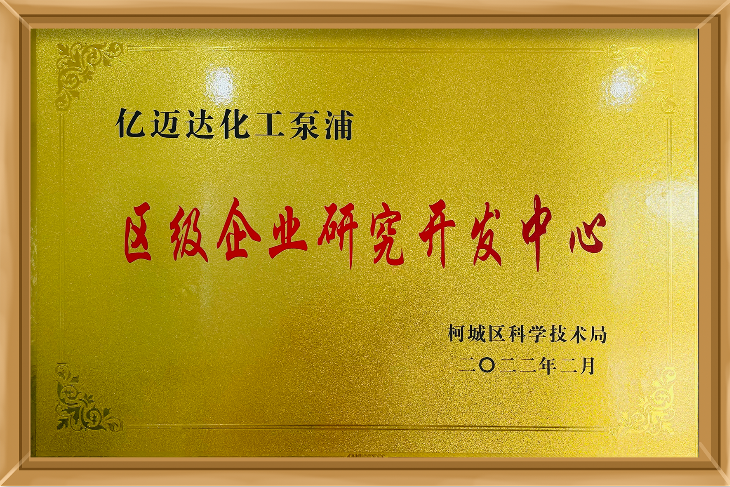 亿迈达化工泵浦
区级企业研究开发中心
柯城区科学技术局
二〇二二年二月